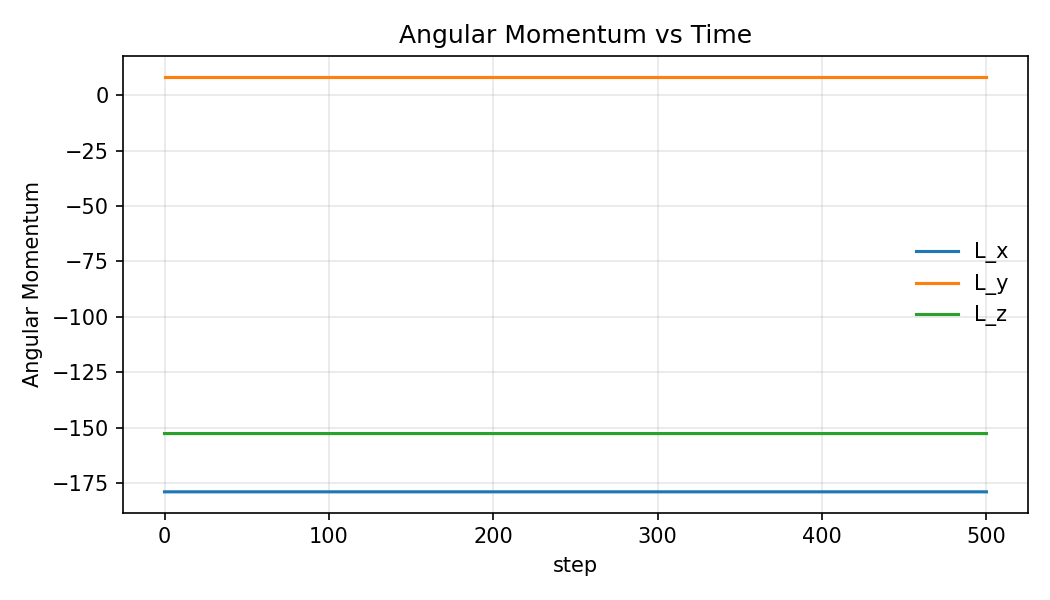 Angular Momentum vs Time
Angular Momentum
0
−25
−50
−75
−100
−125
−150
−175
L_x
L_y
L_z
0 100 200 300 400 500
step